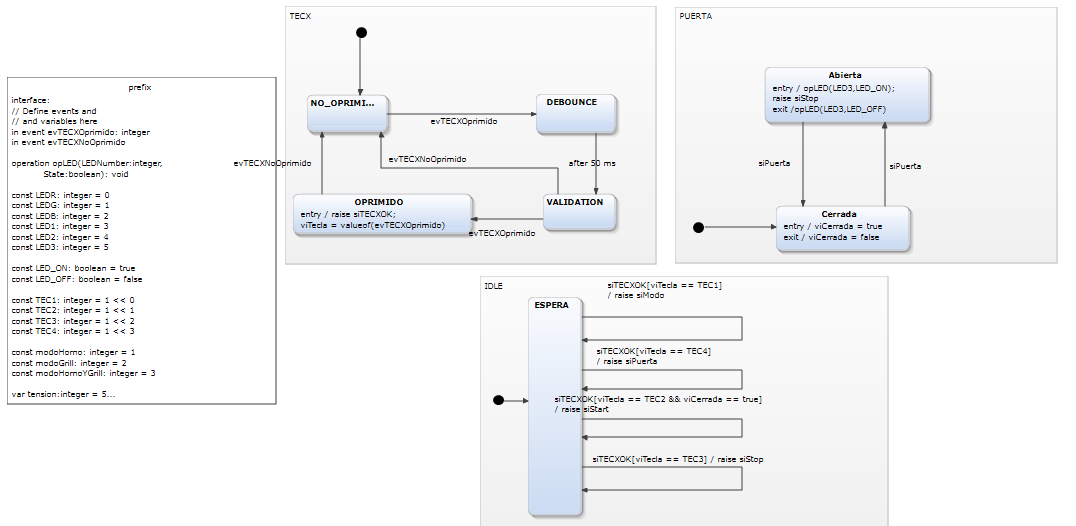 prefix
interface:
// Define events and
// and variables here
in event evTECXOprimido: integer
in event evTECXNoOprimido
operation opLED(LEDNumber:integer,
State:boolean): void
const LEDR: integer = 0
const LEDG: integer = 1
const LEDB: integer = 2
const LED1: integer = 3
const LED2: integer = 4
const LED3: integer = 5
const LED_ON: boolean = true
const LED_OFF: boolean = false
const TEC1: integer = 1 << 0
const TEC2: integer = 1 << 1
const TEC3: integer = 1 << 2
const TEC4: integer = 1 << 3
const modoHorno: integer = 1
const modoGrill: integer = 2
const modoHornoYGrill: integer = 3
var tension:integer = 5...
TECX
NO_OPRIMI...
evTECXOprimido
DEBOUNCE
evTECXNoOprimido
evTECXNoOprimido
after 50 ms
OPRIMIDO
entry / raise siTECXOK;
viTecla = valueof(evTECXOprimido)
VALIDATION
evTECXOprimido
PUERTA
Abierta
entry / opLED(LED3,LED_ON);
raise siStop
exit /opLED(LED3,LED_OFF)
siPuerta
siPuerta
Cerrada
entry / viCerrada = true
exit / viCerrada = false
IDLE
ESPERA
siTECXOK[viTecla == TEC1]
/ raise siModo
siTECXOK[viTecla == TEC4]
/ raise siPuerta
siTECXOK[viTecla == TEC2 && viCerrada == true]
/ raise siStart
siTECXOK[viTecla == TEC3] / raise siStop